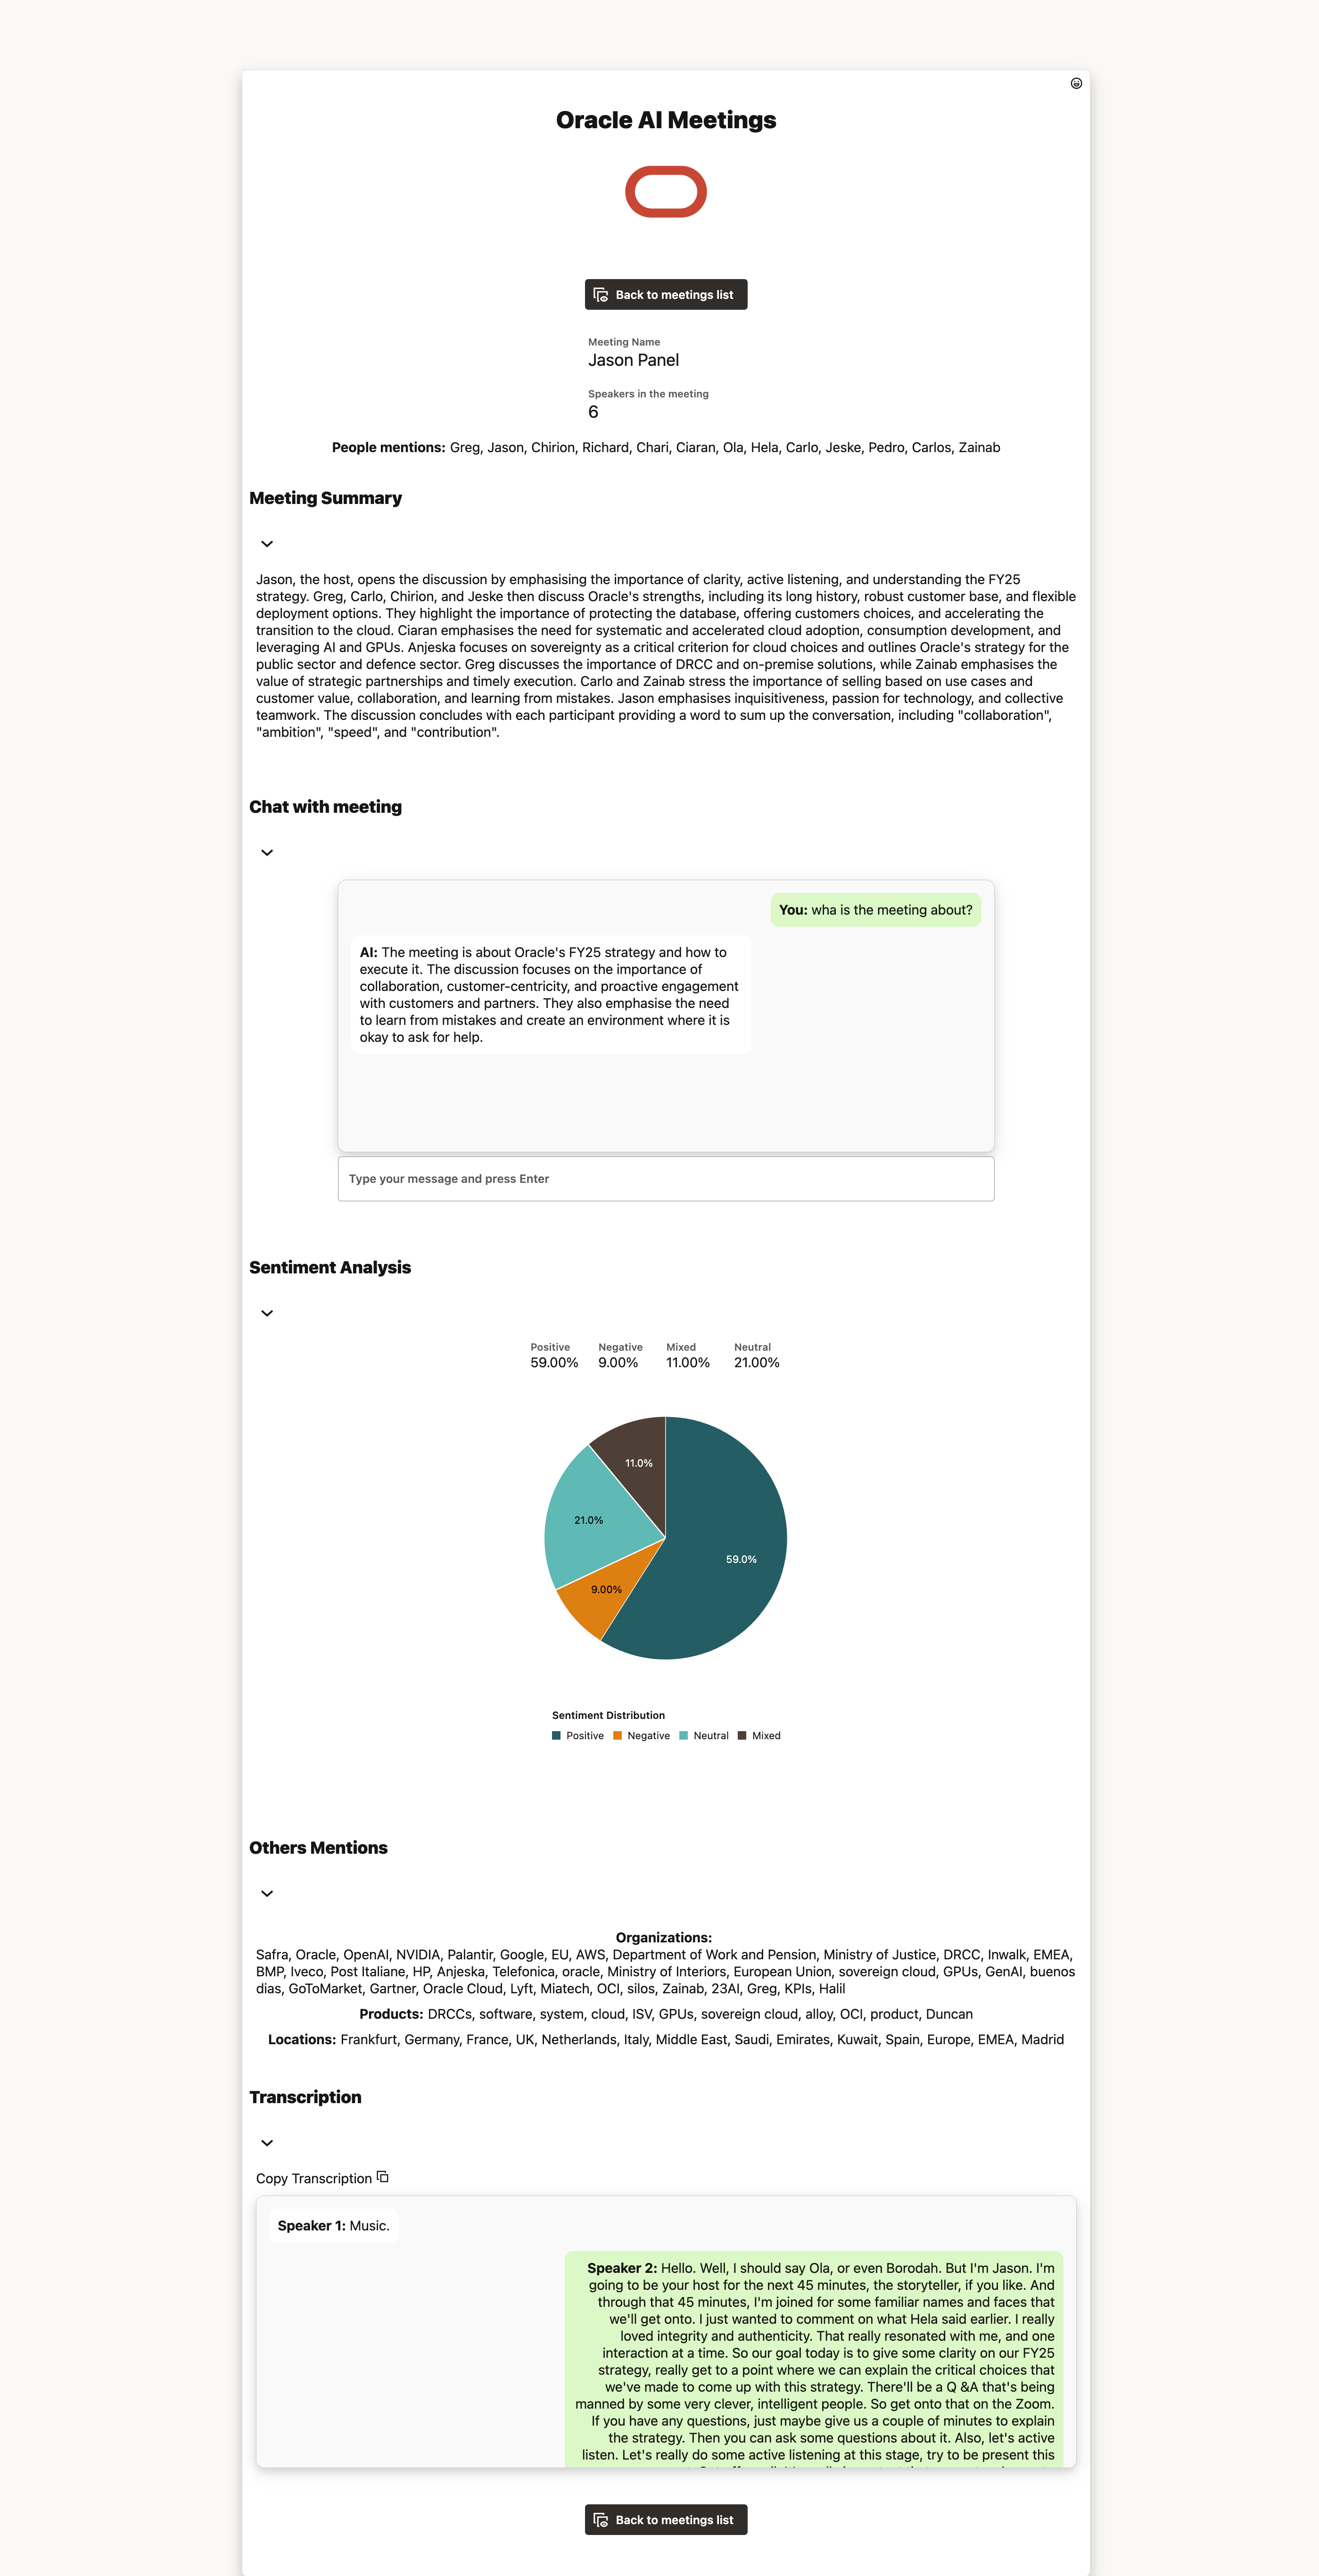 Oracle AI Meetings
Back to meetings list
Meeting Name
Jason Panel
Speakers in the meeting
6
People mentions: Greg, Jason, Chirion, Richard, Chari, Ciaran, Ola, Hela, Carlo, Jeske, Pedro, Carlos, Zainab
Meeting Summary
Jason, the host, opens the discussion by emphasising the importance of clarity, active listening, and understanding the FY25
strategy. Greg, Carlo, Chirion, and Jeske then discuss Oracle's strengths, including its long history, robust customer base, and flexible
deployment options. They highlight the importance of protecting the database, offering customers choices, and accelerating the
transition to the cloud. Ciaran emphasises the need for systematic and accelerated cloud adoption, consumption development, and
leveraging AI and GPUs. Anjeska focuses on sovereignty as a critical criterion for cloud choices and outlines Oracle's strategy for the
public sector and defence sector. Greg discusses the importance of DRCC and on-premise solutions, while Zainab emphasises the
value of strategic partnerships and timely execution. Carlo and Zainab stress the importance of selling based on use cases and
customer value, collaboration, and learning from mistakes. Jason emphasises inquisitiveness, passion for technology, and collective
teamwork. The discussion concludes with each participant providing a word to sum up the conversation, including "collaboration",
"ambition", "speed", and "contribution".
Chat with meeting
You: wha is the meeting about?
AI: The meeting is about Oracle's FY25 strategy and how to
execute it. The discussion focuses on the importance of
collaboration, customer-centricity, and proactive engagement
with customers and partners. They also emphasise the need
to learn from mistakes and create an environment where it is
okay to ask for help.
Type your message and press Enter
Sentiment Analysis
Positive Negative Mixed Neutral
59.00% 9.00% 11.00% 21.00%
11.0%
21.0%
59.0%
9.00%
Sentiment Distribution
Positive Negative Neutral Mixed
Others Mentions
Organizations:
Safra, Oracle, OpenAI, NVIDIA, Palantir, Google, EU, AWS, Department of Work and Pension, Ministry of Justice, DRCC, Inwalk, EMEA,
BMP, Iveco, Post Italiane, HP, Anjeska, Telefonica, oracle, Ministry of Interiors, European Union, sovereign cloud, GPUs, GenAI, buenos
dias, GoToMarket, Gartner, Oracle Cloud, Lyft, Miatech, OCI, silos, Zainab, 23AI, Greg, KPIs, Halil
Products: DRCCs, software, system, cloud, ISV, GPUs, sovereign cloud, alloy, OCI, product, Duncan
Locations: Frankfurt, Germany, France, UK, Netherlands, Italy, Middle East, Saudi, Emirates, Kuwait, Spain, Europe, EMEA, Madrid
Transcription
Copy Transcription
Speaker 1: Music.
Speaker 2: Hello. Well, I should say Ola, or even Borodah. But I'm Jason. I'm
going to be your host for the next 45 minutes, the storyteller, if you like. And
through that 45 minutes, I'm joined for some familiar names and faces that
we'll get onto. I just wanted to comment on what Hela said earlier. I really
loved integrity and authenticity. That really resonated with me, and one
interaction at a time. So our goal today is to give some clarity on our FY25
strategy, really get to a point where we can explain the critical choices that
we've made to come up with this strategy. There'll be a Q &A that's being
manned by some very clever, intelligent people. So get onto that on the Zoom.
If you have any questions, just maybe give us a couple of minutes to explain
the strategy. Then you can ask some questions about it. Also, let's active
listen. Let's really do some active listening at this stage, try to be present this
Back to meetings list